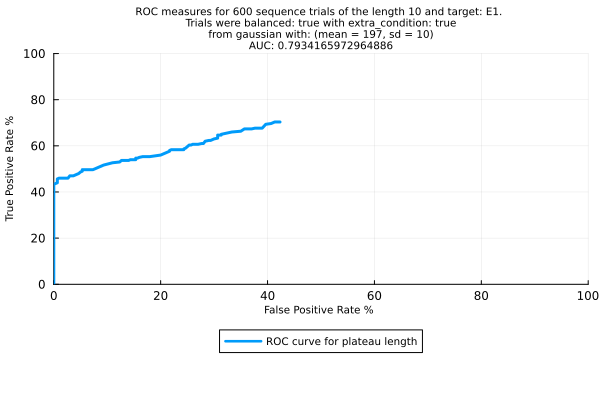 ROC measures for 600 sequence trials of the length 10 and target: E1.
Trials were balanced: true with extra_condition: true
from gaussian with: (mean = 197, sd = 10)
AUC: 0.7934165972964886
100
80
60
40
20
0
True Positive Rate %
0 20 40 60 80 100
False Positive Rate %
ROC curve for plateau length